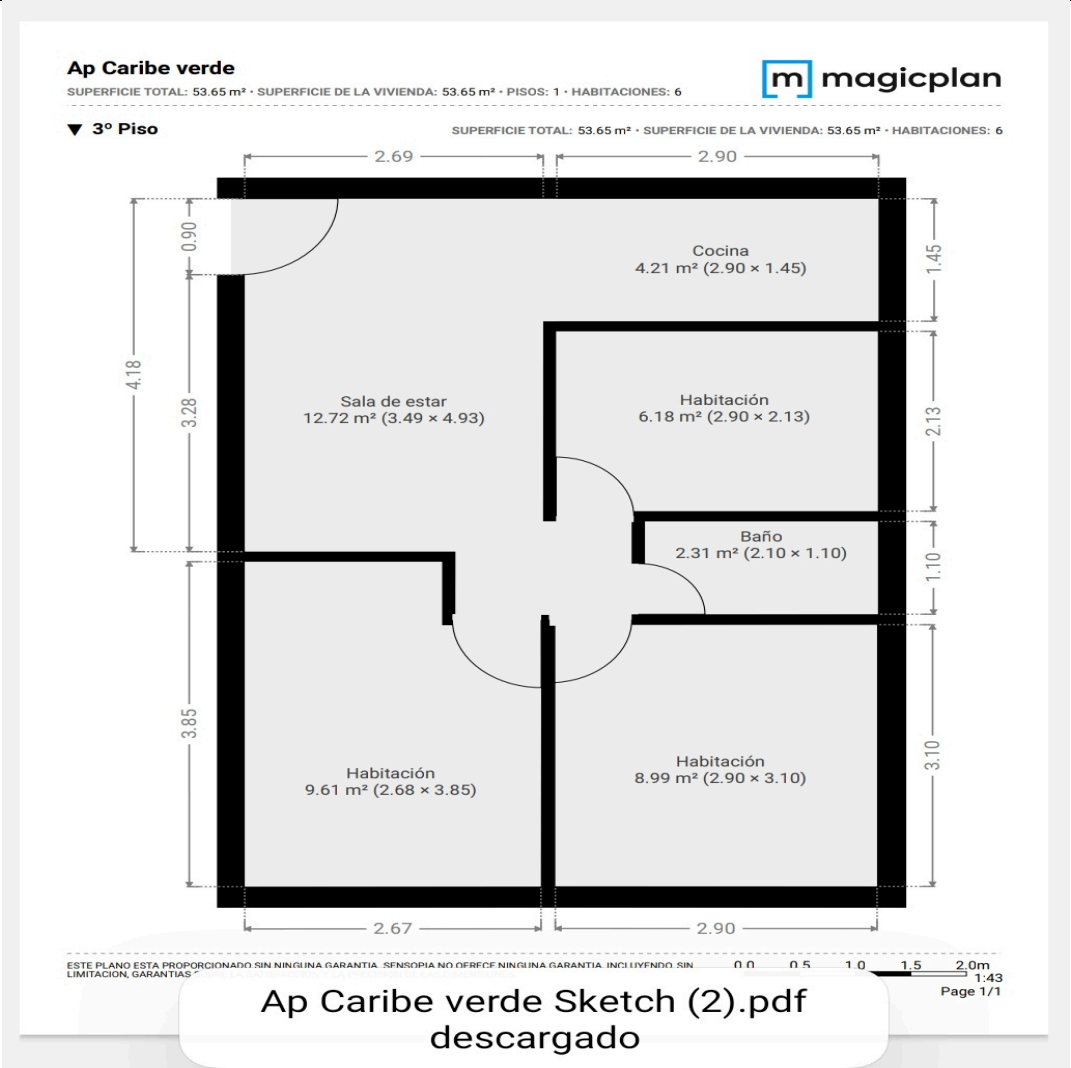 Ap Caribe verde
SUPERFICIE TOTAL: 53.65 m² · SUPERFICIE DE LA VIVIENDA: 53.65 m² · PISOS: 1 · HABITACIONES: 6
m magicplan
▼ 3º Piso
SUPERFICIE TOTAL: 53.65 m² · SUPERFICIE DE LA VIVIENDA: 53.65 m² · HABITACIONES: 6
2.69
2.90
0.90
Cocina
4.21 m² (2.90 × 1.45)
1.45
4.18
3.28
Sala de estar
12.72 m² (3.49 × 4.93)
Habitación
6.18 m² (2.90 × 2.13)
2.13
Baño
2.31 m² (2.10 × 1.10)
1.10
3.85
Habitación
9.61 m² (2.68 × 3.85)
Habitación
8.99 m² (2.90 × 3.10)
3.10
2.67
2.90
ESTE PLANO ESTA PROPORCIONADO SIN NINGUNA GARANTIA. SENSOPIA NO OFRECE NINGUNA GARANTIA, INCLUYENDO, SIN
LIMITACION, GARANTIAS
0.0 0.5 1.0 1.5 2.0m
1:43
Page 1/1
Ap Caribe verde Sketch (2).pdf
descargado